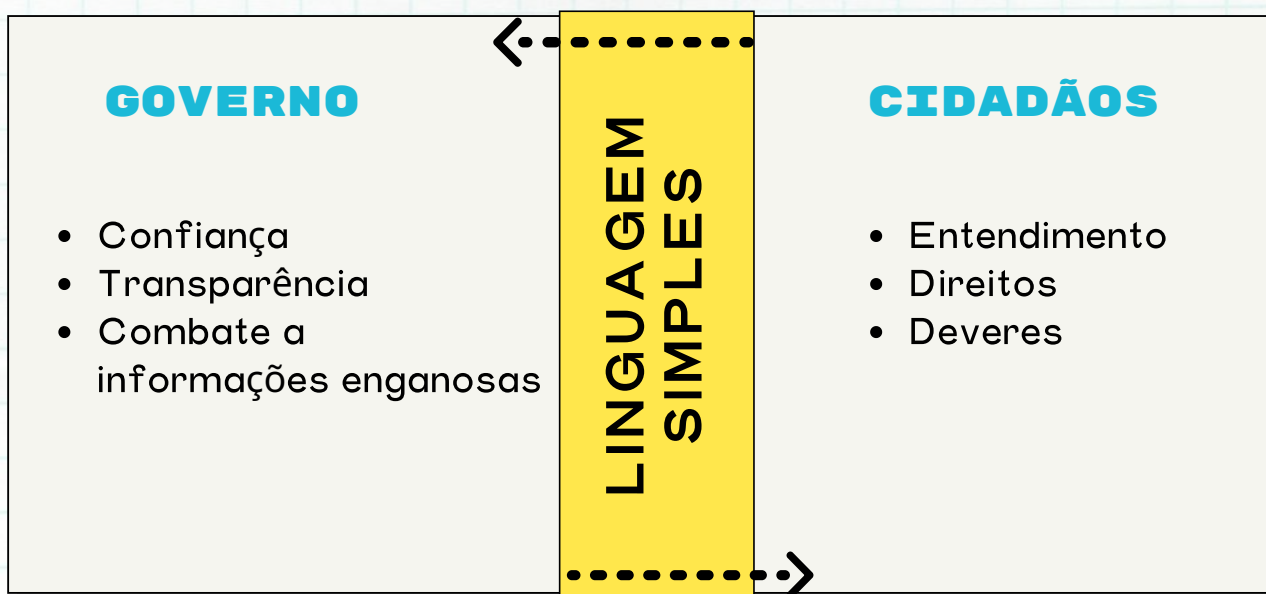 GOVERNO
Confiança
Transparência
Combate a
informações enganosas
LINGUAGEM
SIMPLES
CIDADÃOS
Entendimento
Direitos
Deveres